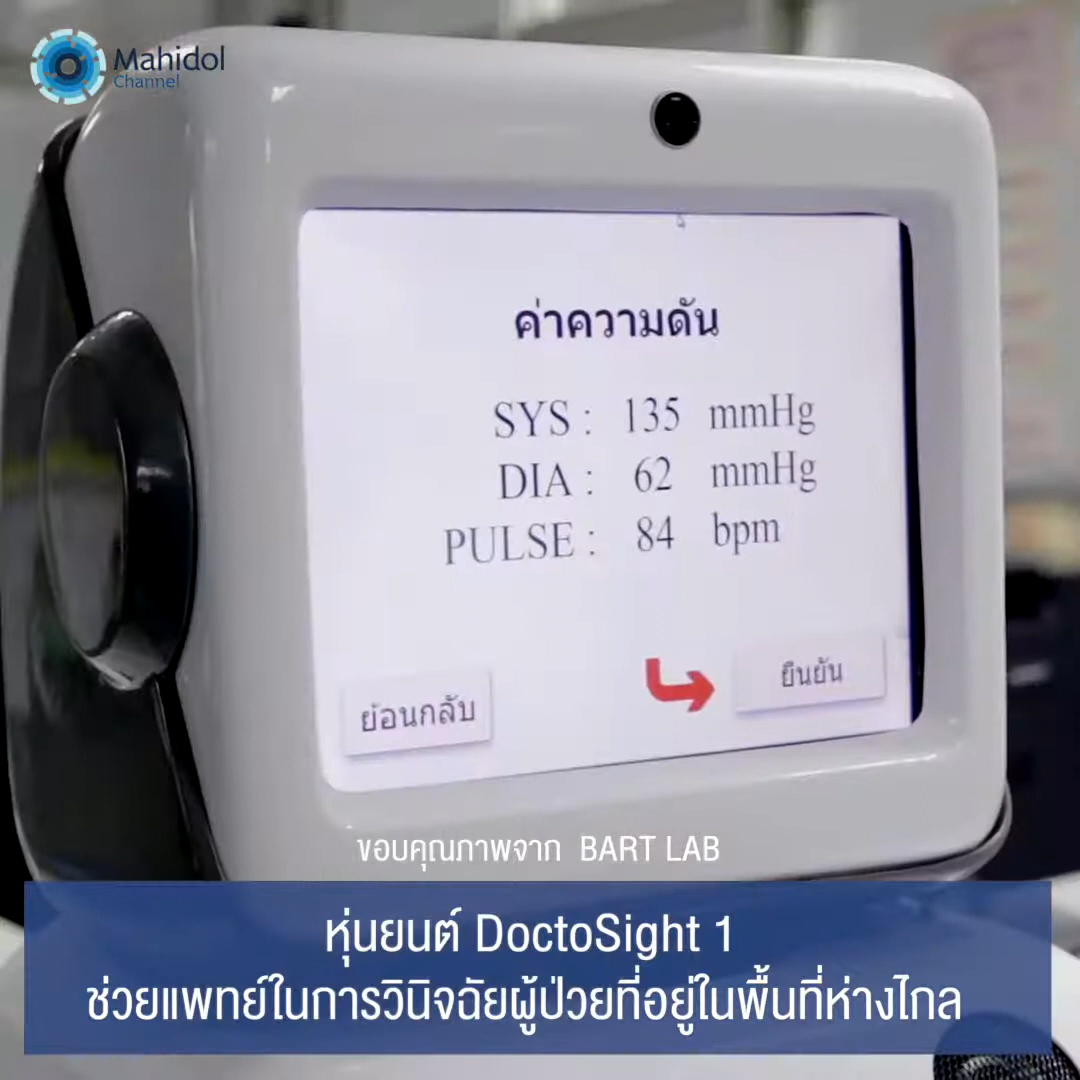 Mahidol
Channel
ค่าความดัน
SYS : 135 mmHg
DIA : 62 mmHg
PULSE : 84 bpm
ย้อนกลับ
ยืนยัน
ขอบคุณภาพจาก BART LAB
หุ่นยนต์ DoctoSight 1
ช่วยแพทย์ในการวินิจฉัยผู้ป่วยที่อยู่ในพื้นที่ห่างไกล